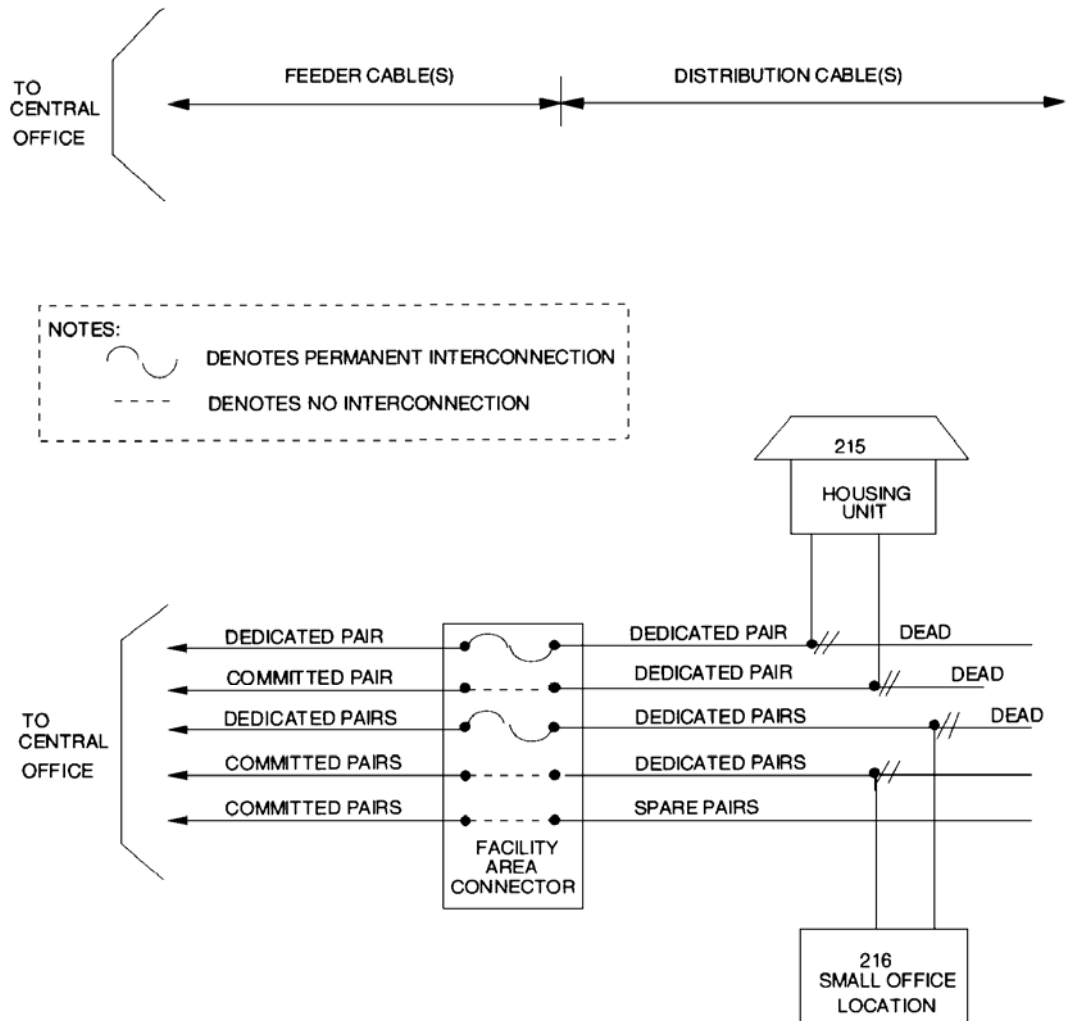 FEEDER CABLE(S)
DISTRIBUTION CABLE(S)
TO
CENTRAL
OFFICE
NOTES:
DENOTES PERMANENT INTERCONNECTION
DENOTES NO INTERCONNECTION
215
HOUSING
UNIT
DEDICATED PAIR
DEDICATED PAIR
DEAD
COMMITTED PAIR
DEDICATED PAIR
DEAD
DEDICATED PAIRS
DEDICATED PAIRS
DEAD
TO
CENTRAL
OFFICE
COMMITTED PAIRS
DEDICATED PAIRS
COMMITTED PAIRS
SPARE PAIRS
FACILITY
AREA
CONNECTOR
216
SMALL OFFICE
LOCATION